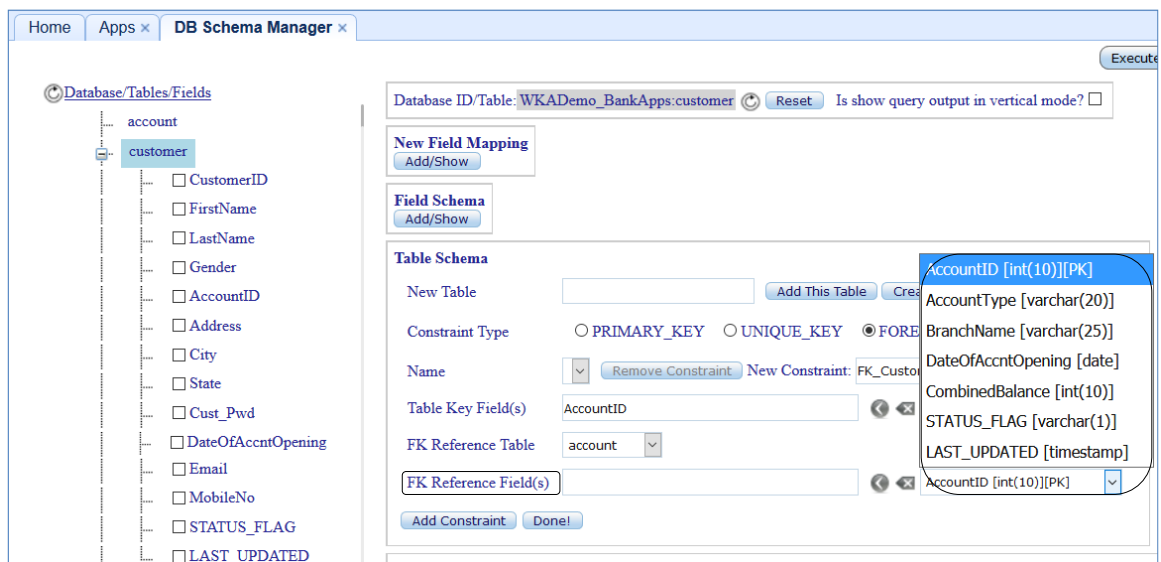 Home Apps × DB Schema Manager ×
Execute
Database/Tables/Fields
account
customer
CustomerID
FirstName
LastName
Gender
AccountID
Address
City
State
Cust_Pwd
DateOfAccntOpening
Email
MobileNo
STATUS_FLAG
LAST_UPDATED
Database ID/Table: WKADemo_BankApps:customer Reset Is show query output in vertical mode?
New Field Mapping
Add/Show
Field Schema
Add/Show
Table Schema
New Table Add This Table Crea
Constraint Type PRIMARY_KEY UNIQUE_KEY FORE
Name Remove Constraint New Constraint: FK_Custo
Table Key Field(s) AccountID
FK Reference Table account
FK Reference Field(s) AccountID [int(10)][PK]
Add Constraint Done!
AccountID [int(10)][PK]
AccountType [varchar(20)]
BranchName [varchar(25)]
DateOfAccntOpening [date]
CombinedBalance [int(10)]
STATUS_FLAG [varchar(1)]
LAST_UPDATED [timestamp]